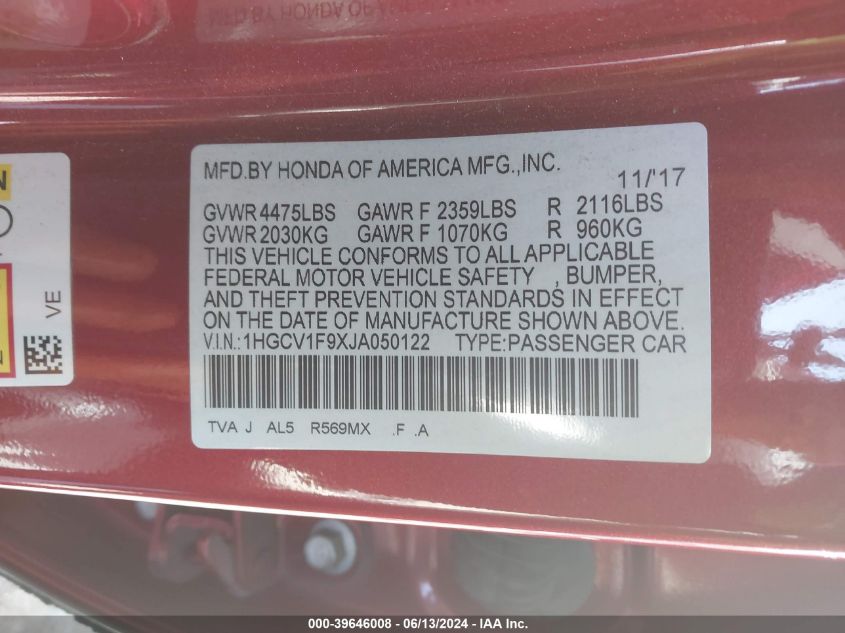 MFD.BY HONDA OF AMERICA MFG.,INC.
11/'17
GVWR 4475LBS GAWR F 2359LBS R 2116LBS
GVWR 2030KG GAWR F 1070KG R 960KG
THIS VEHICLE CONFORMS TO ALL APPLICABLE
FEDERAL MOTOR VEHICLE SAFETY , BUMPER,
AND THEFT PREVENTION STANDARDS IN EFFECT
ON THE DATE OF MANUFACTURE SHOWN ABOVE.
V.I.N.:1HGCV1F9XJA050122 TYPE:PASSENGER CAR
TVA J AL5 R569MX .F .A
VE
000-39646008 - 06/13/2024 - IAA Inc.